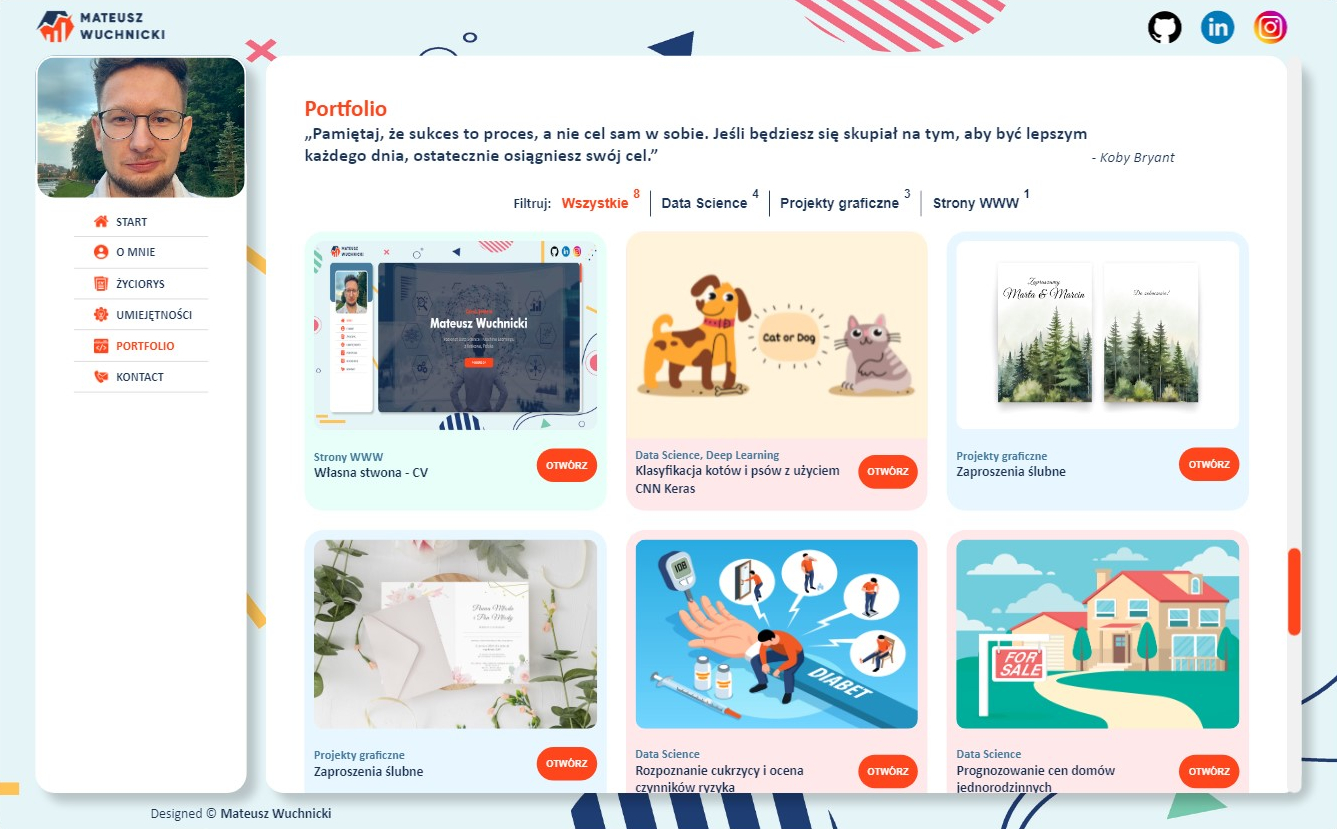 MATEUSZ
WUCHNICKI
START
O MNIE
ŻYCIORYS
UMIEJĘTNOŚCI
PORTFOLIO
KONTACT
Portfolio
„Pamiętaj, że sukces to proces, a nie cel sam w sobie. Jeśli będziesz się skupiał na tym, aby być lepszym
każdego dnia, ostatecznie osiągniesz swój cel.”
- Koby Bryant
Filtruj: Wszystkie 8 Data Science 4 Projekty graficzne 3 Strony WWW 1
MATEUSZ
WUCHNICKI
Mateusz Wuchnicki
Strony WWW
Własna stwona - CV
OTWÓRZ
Cat or Dog
Data Science, Deep Learning
Klasyfikacja kotów i psów z użyciem
CNN Keras
OTWÓRZ
Zapraszamy
Marta & Marcin
Projekty graficzne
Zaproszenia ślubne
OTWÓRZ
Projekty graficzne
Zaproszenia ślubne
OTWÓRZ
108
DIABET
Data Science
Rozpoznanie cukrzycy i ocena
czynników ryzyka
OTWÓRZ
FOR
SALE
Data Science
Prognozowanie cen domów
jednorodzinnych
OTWÓRZ
Designed © Mateusz Wuchnicki